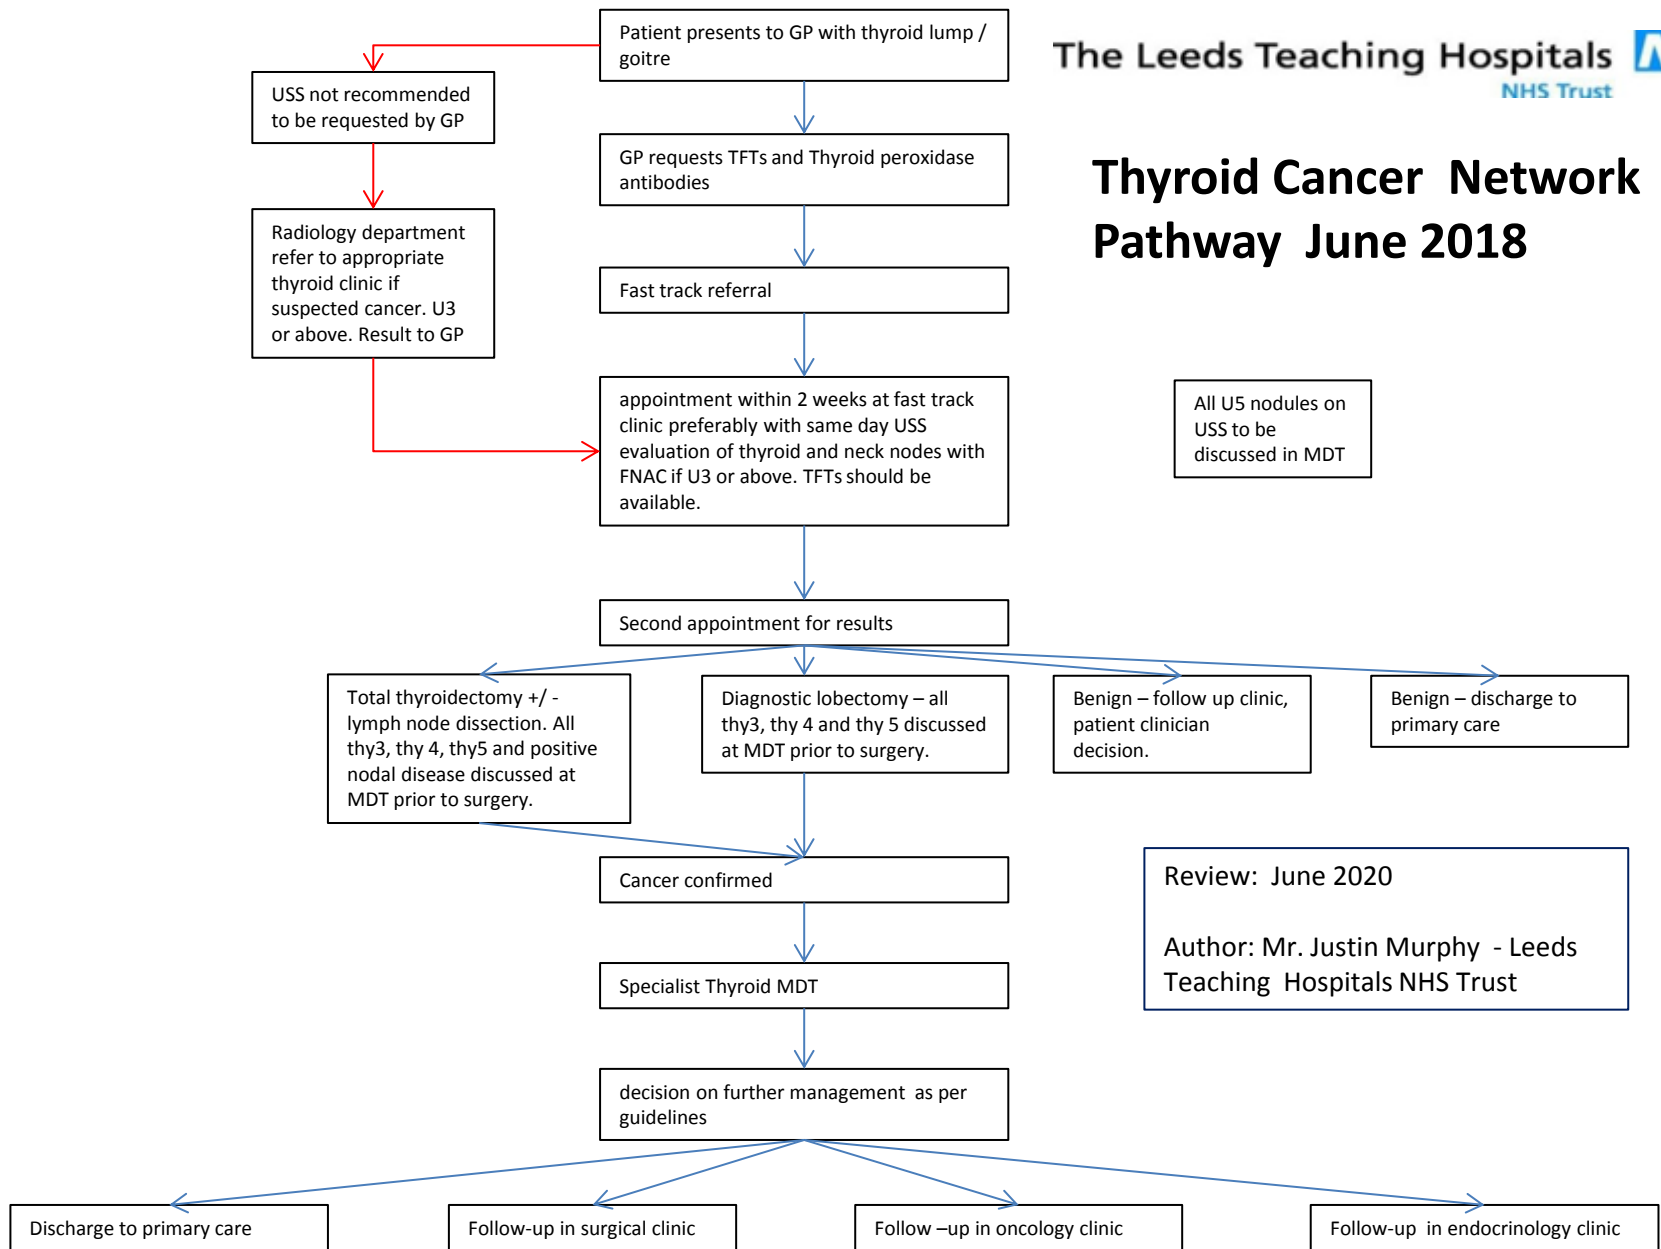 Patient presents to GP with thyroid lump /
goitre
The Leeds Teaching Hospitals
NHS Trust
USS not recommended
to be requested by GP
GP requests TFTs and Thyroid peroxidase
antibodies
Thyroid Cancer  Network
Pathway  June 2018
Radiology department
refer to appropriate
thyroid clinic if
suspected cancer. U3
or above. Result to GP
Fast track referral
appointment within 2 weeks at fast track
clinic preferably with same day USS
evaluation of thyroid and neck nodes with
FNAC if U3 or above. TFTs should be
available.
All U5 nodules on
USS to be
discussed in MDT
Second appointment for results
Total thyroidectomy +/ -
lymph node dissection. All
thy3, thy 4, thy5 and positive
nodal disease discussed at
MDT prior to surgery.
Diagnostic lobectomy – all
thy3, thy 4 and thy 5 discussed
at MDT prior to surgery.
Benign – follow up clinic,
patient clinician
decision.
Benign – discharge to
primary care
Cancer confirmed
Review:  June 2020
Author: Mr. Justin Murphy  - Leeds
Teaching  Hospitals NHS Trust
Specialist Thyroid MDT
decision on further management  as per
guidelines
Discharge to primary care
Follow-up in surgical clinic
Follow –up in oncology clinic
Follow-up  in endocrinology clinic